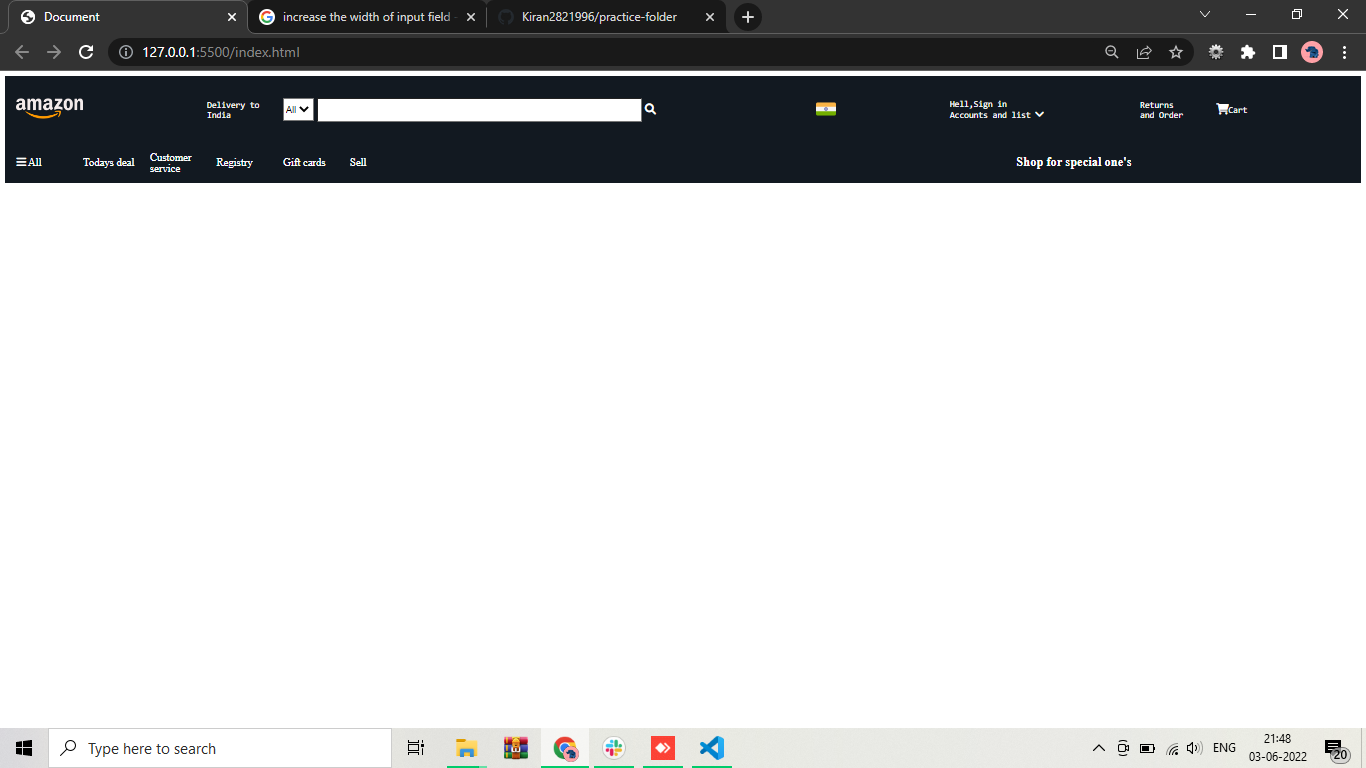 Document
increase the width of input field -
Kiran2821996/practice-folder
127.0.0.1:5500/index.html
amazon
Delivery to
India
All
Hell,Sign in
Accounts and list
Returns
and Order
Cart
All
Todays deal
Customer
service
Registry
Gift cards
Sell
Shop for special one's
Type here to search
ENG
21:48
03-06-2022
20